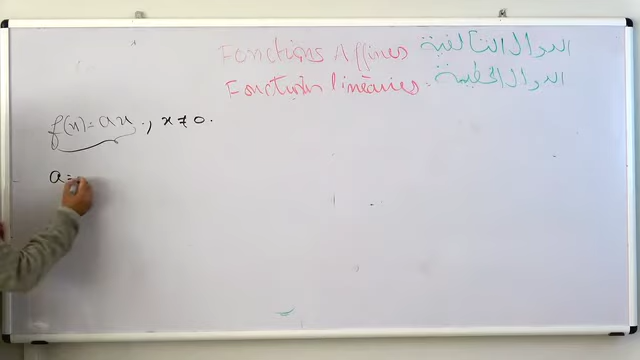 Fonctions Affines الدوال التآلفية
Fonctions linéaires. الدوال الخطية
f(x)=ax., x≠0.
a=